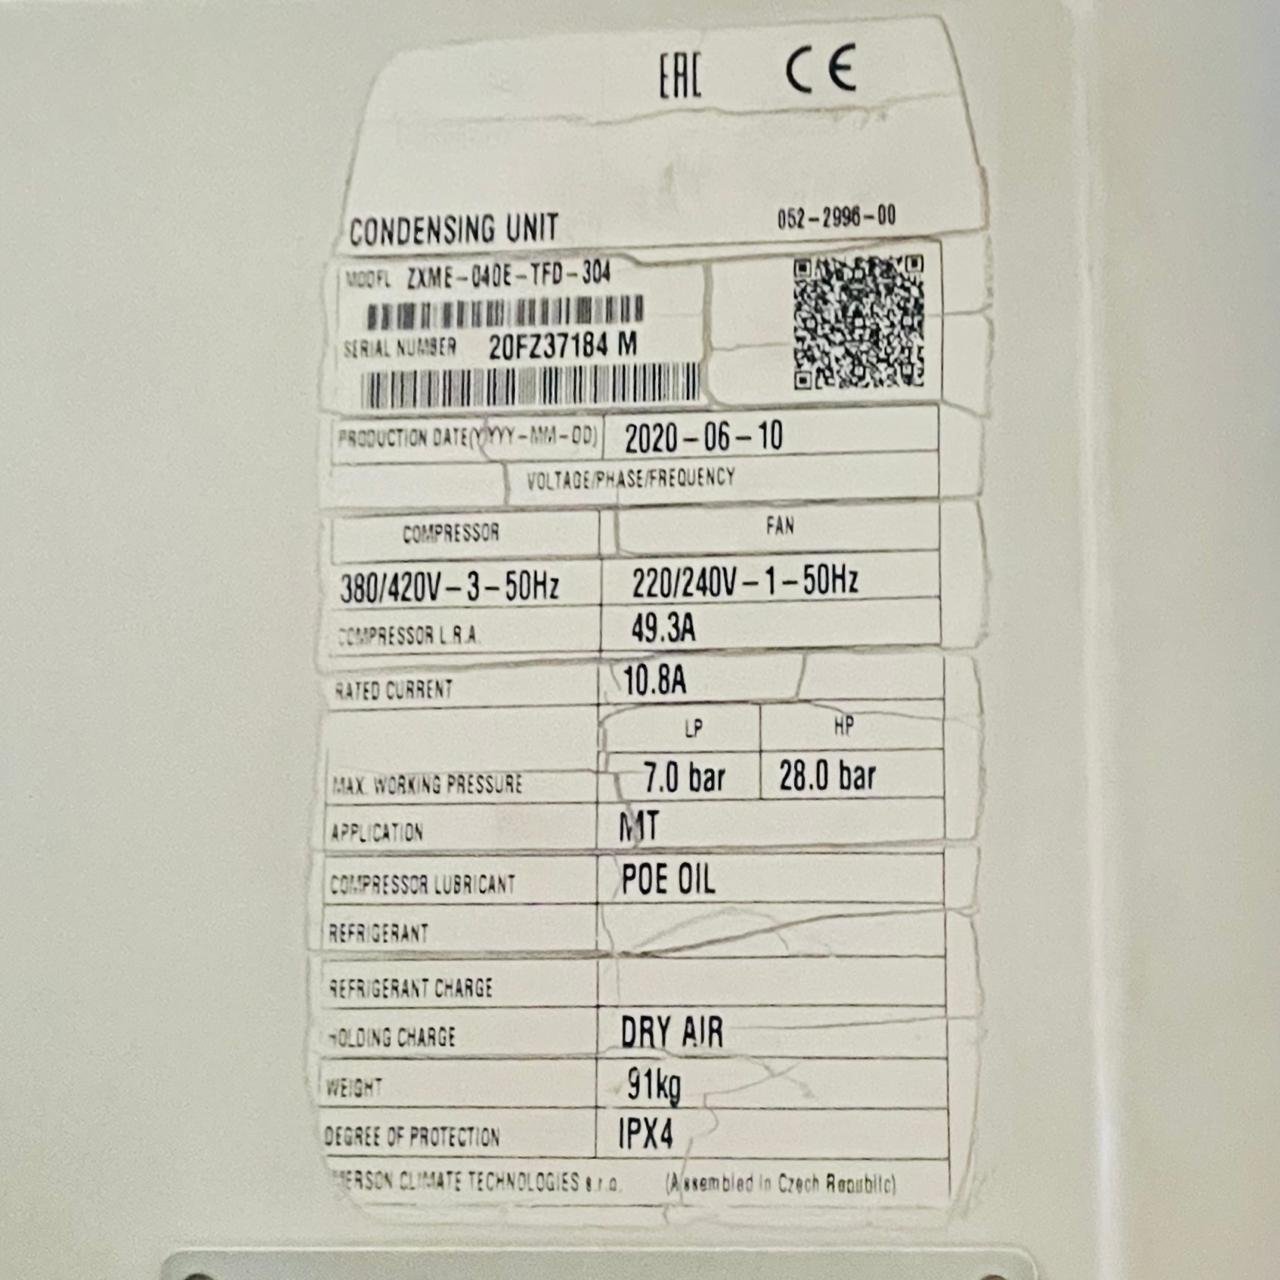 EAC CE
CONDENSING UNIT 052-2996-00
MODEL ZXME-040E-TFD-304
SERIAL NUMBER 20FZ37184 M
PRODUCTION DATE(YYYY-MM-DD) 2020-06-10
VOLTAGE/PHASE/FREQUENCY
COMPRESSOR FAN
380/420V-3-50Hz 220/240V-1-50Hz
COMPRESSOR L.R.A. 49.3A
RATED CURRENT 10.8A
LP HP
MAX. WORKING PRESSURE 7.0 bar 28.0 bar
APPLICATION MT
COMPRESSOR LUBRICANT POE OIL
REFRIGERANT
REFRIGERANT CHARGE
HOLDING CHARGE DRY AIR
WEIGHT 91kg
DEGREE OF PROTECTION IPX4
EMERSON CLIMATE TECHNOLOGIES s.r.o. (Assembled in Czech Republic)